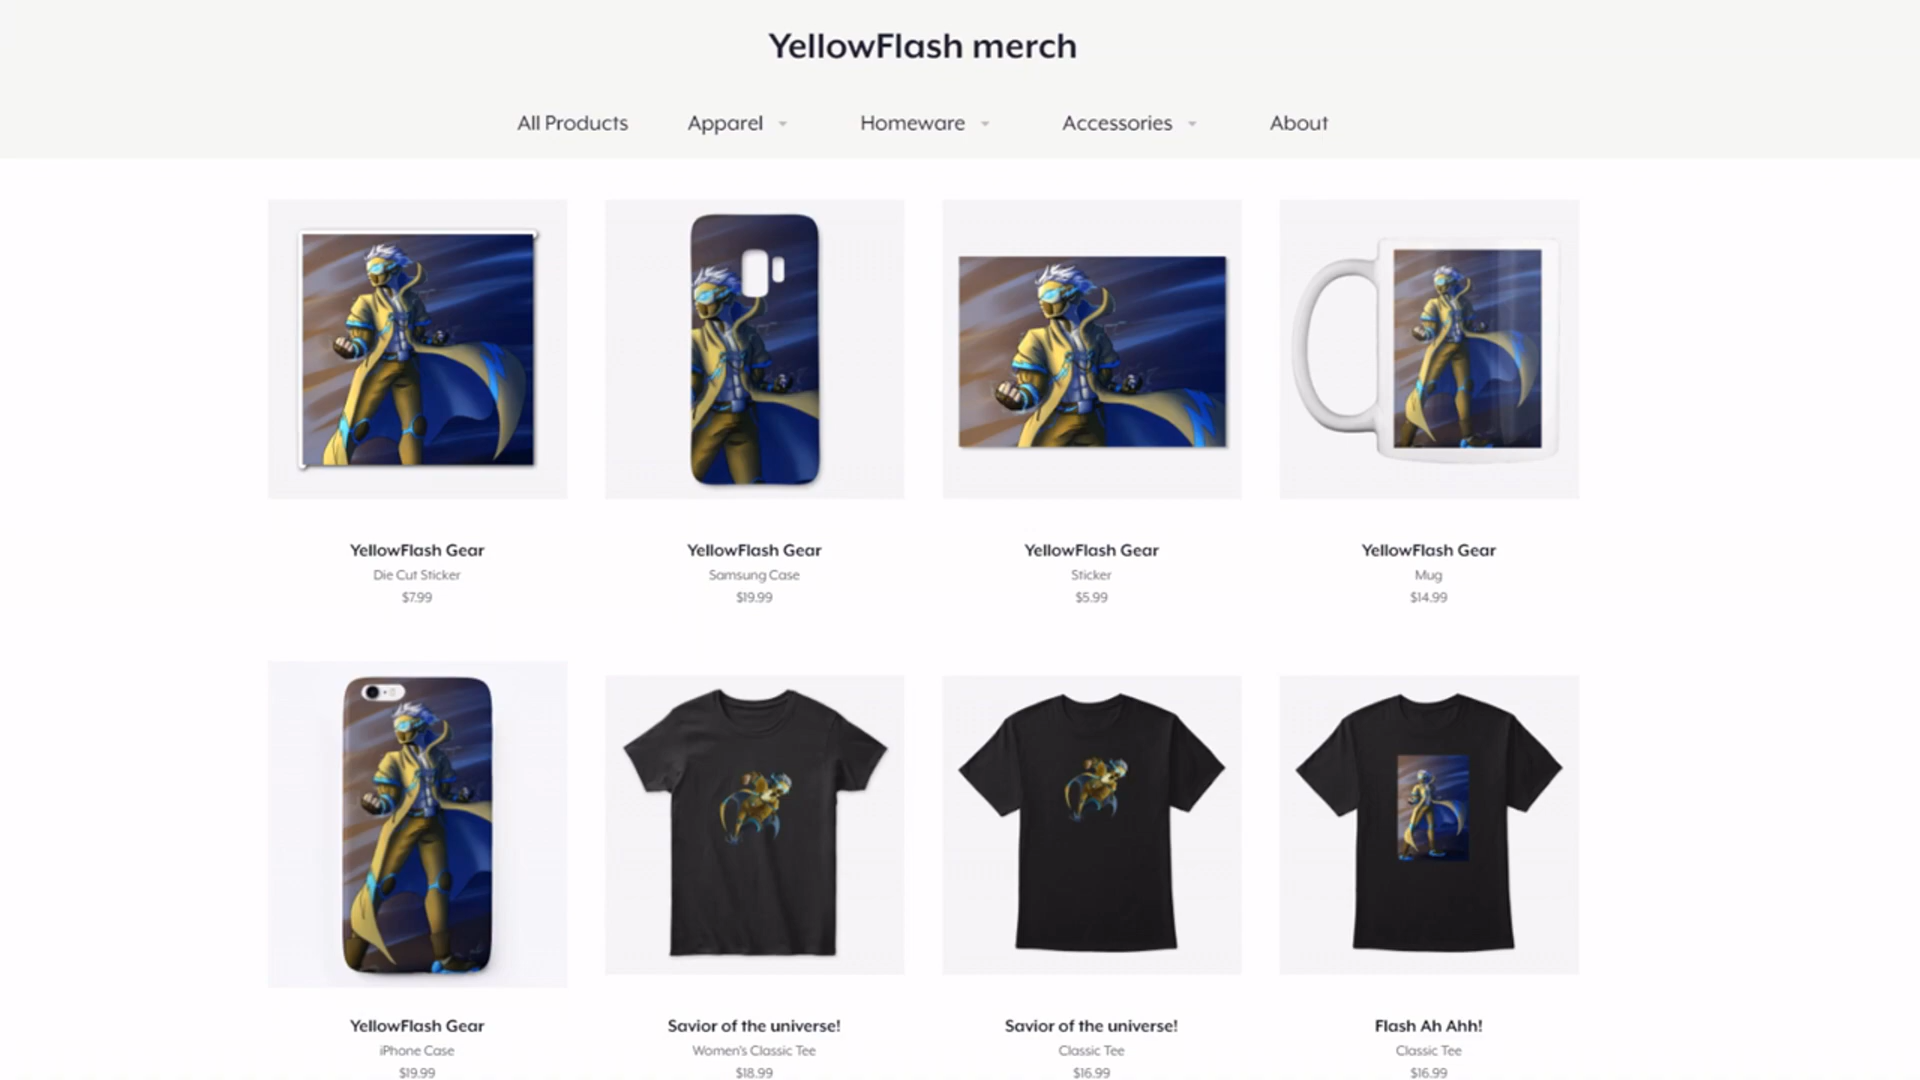 YellowFlash merch
All Products Apparel Homeware Accessories About
YellowFlash Gear
Die Cut Sticker
$7.99
YellowFlash Gear
Samsung Case
$19.99
YellowFlash Gear
Sticker
$5.99
YellowFlash Gear
Mug
$14.99
YellowFlash Gear
iPhone Case
$19.99
Savior of the universe!
Women's Classic Tee
$18.99
Savior of the universe!
Classic Tee
$16.99
Flash Ah Ahh!
Classic Tee
$16.99